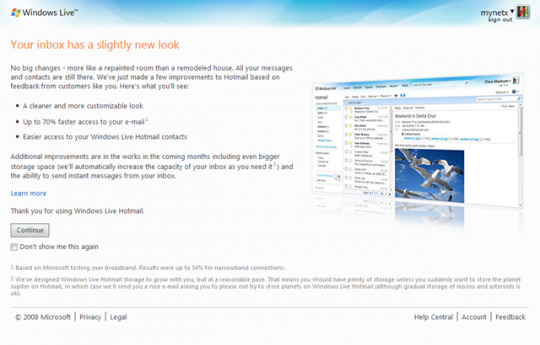 Windows Live™
mynetx
sign out
Your inbox has a slightly new look
No big changes - more like a repainted room than a remodeled house. All your messages
and contacts are still there. We've just made a few improvements to Hotmail based on
feedback from customers like you. Here's what you'll see:
• A cleaner and more customizable look
• Up to 70% faster access to your e-mail 1
• Easier access to your Windows Live Hotmail contacts
Additional improvements are in the works in the coming months including even bigger
storage space (we'll automatically increase the capacity of your inbox as you need it 2 ) and
the ability to send instant messages from your inbox.
Learn more
Thank you for using Windows Live Hotmail.
Continue
Don't show me this again
1 Based on Microsoft testing over broadband. Results were up to 54% for narrowband connections.
2 We've designed Windows Live Hotmail storage to grow with you, but at a reasonable pace. That means you should have plenty of storage unless you suddenly want to store the planet
Jupiter on Hotmail, in which case we'll send you a nice e-mail asking you to please not try to store planets on Windows Live Hotmail (although gradual storage of moons and asteroids is
ok).
© 2008 Microsoft | Privacy | Legal
Help Central | Account | Feedback
Hotmail
Weekend in Santa Cruz